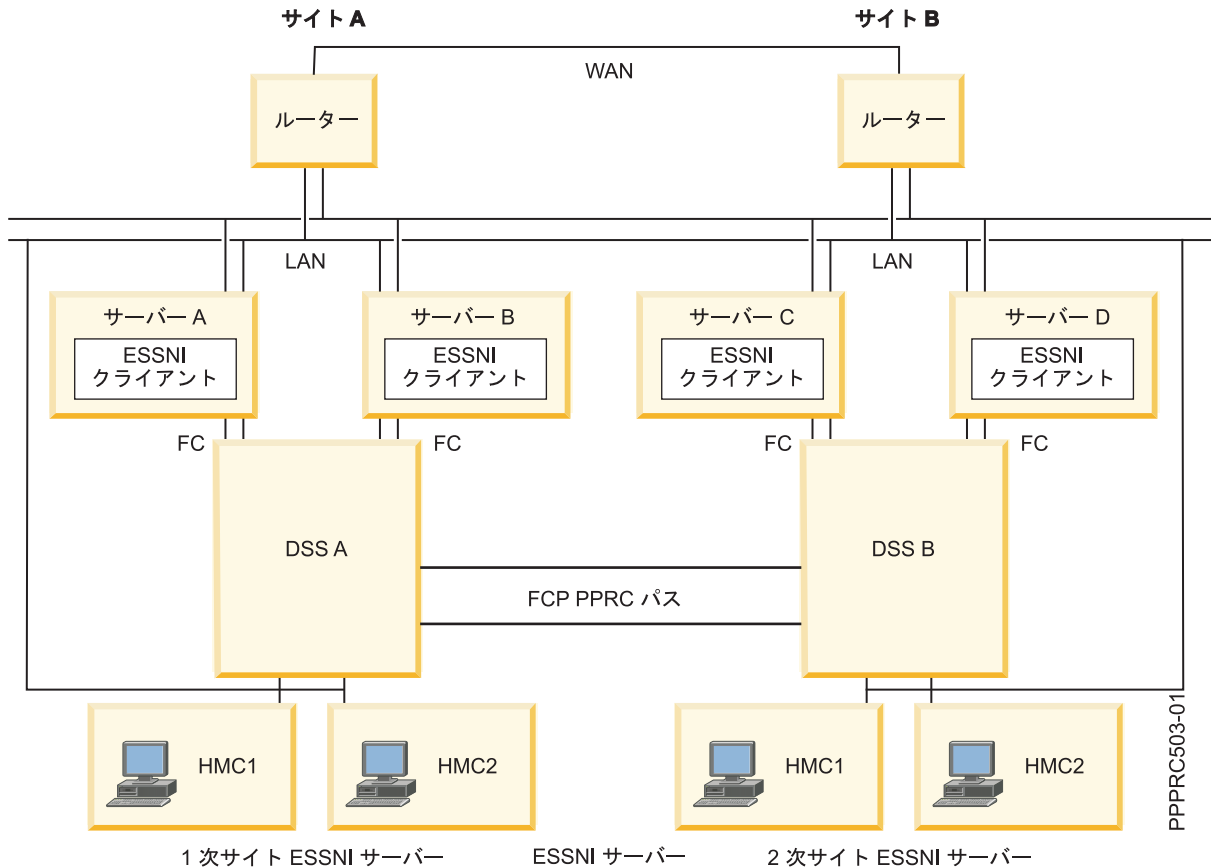 サイト A
サイト B
WAN
ルーター
ルーター
LAN
LAN
サーバー A
ESSNI
クライアント
サーバー B
ESSNI
クライアント
サーバー C
ESSNI
クライアント
サーバー D
ESSNI
クライアント
FC
FC
FC
FC
DSS A
DSS B
FCP PPRC パス
HMC1
HMC2
HMC1
HMC2
PPPRC503-01
1 次サイト ESSNI サーバー
ESSNI サーバー
2 次サイト ESSNI サーバー